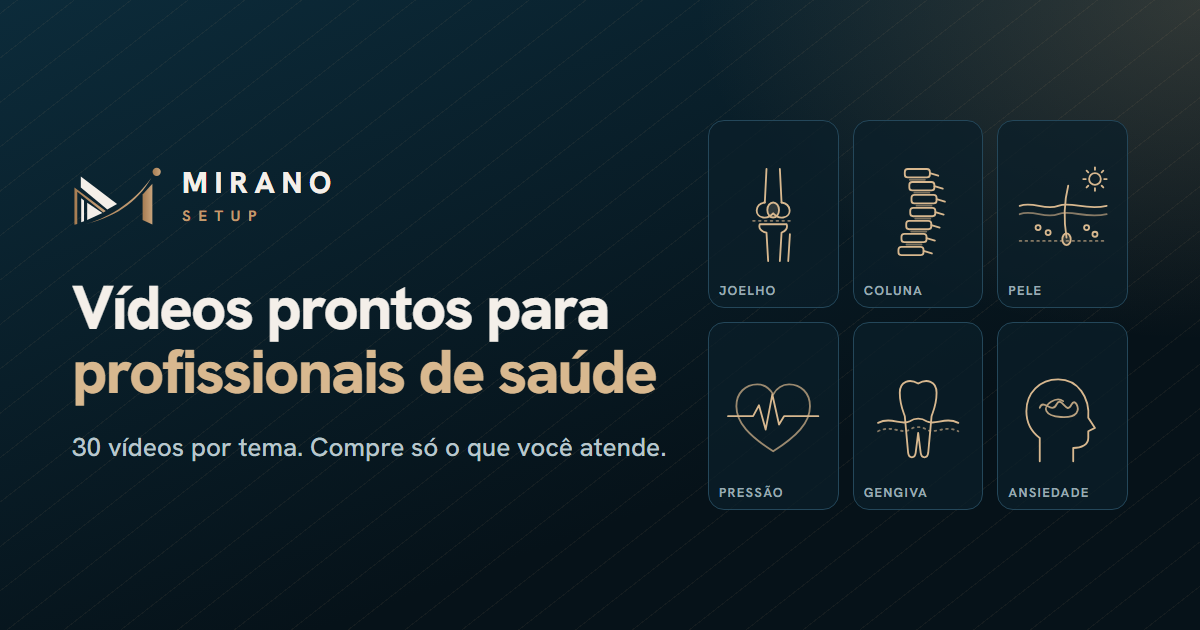 MIRANO
SETUP
Vídeos prontos para
profissionais de saúde
30 vídeos por tema. Compre só o que você atende.
JOELHO
COLUNA
PELE
PRESSÃO
GENGIVA
ANSIEDADE